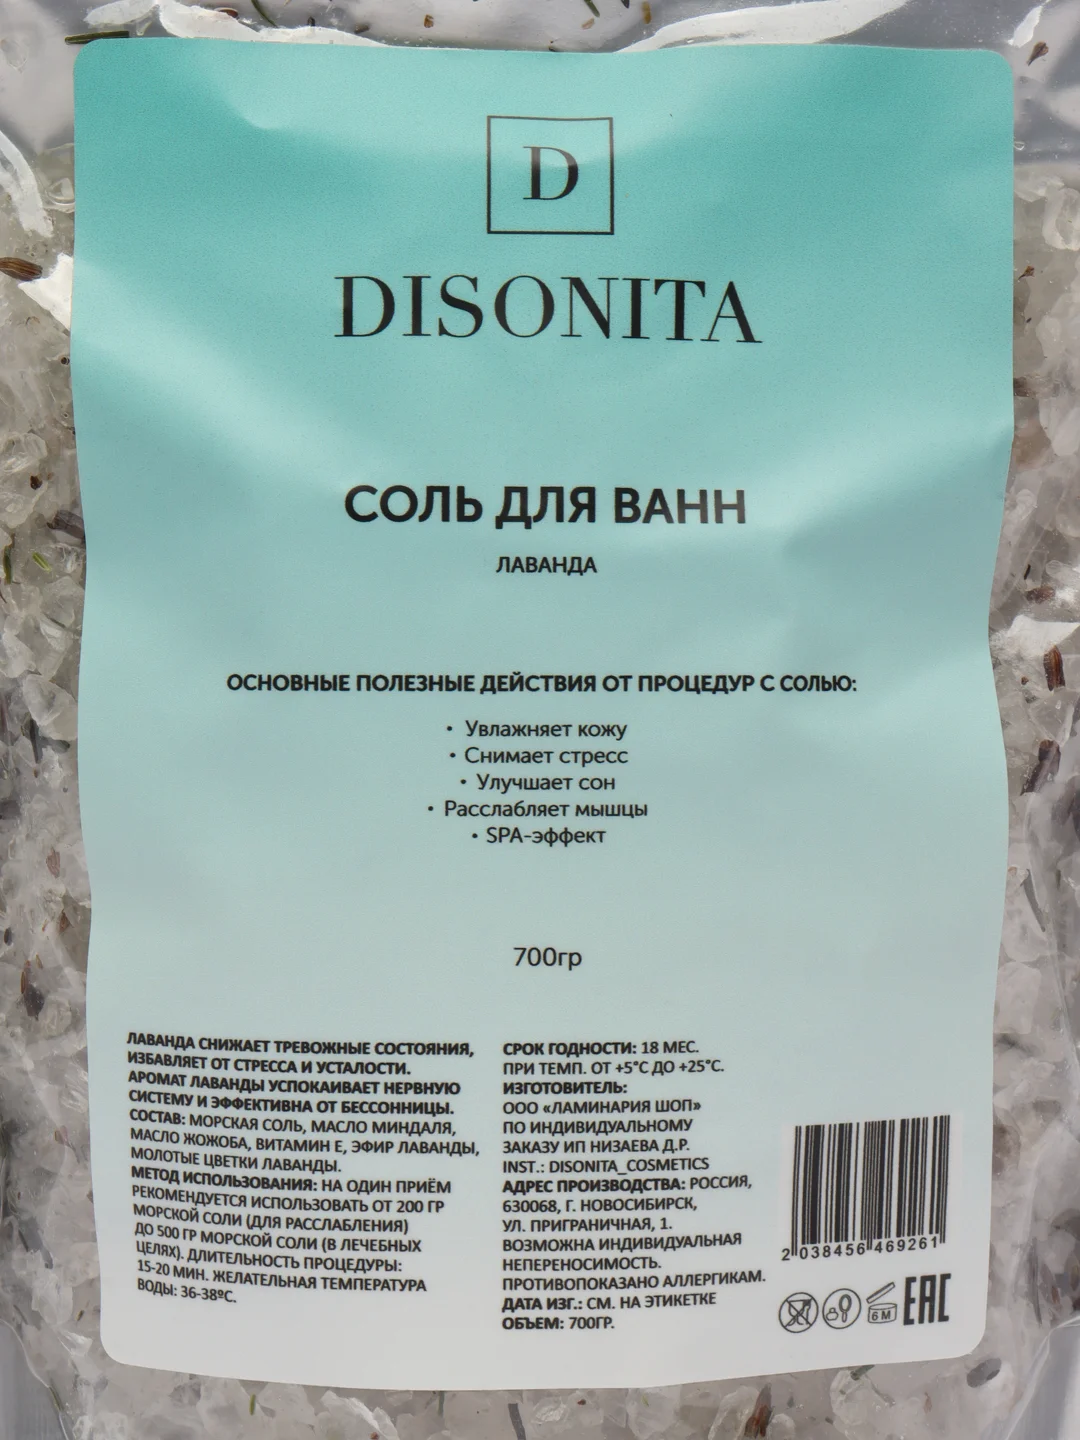 D
DISONITA
СОЛЬ ДЛЯ ВАНН
ЛАВАНДА
ОСНОВНЫЕ ПОЛЕЗНЫЕ ДЕЙСТВИЯ ОТ ПРОЦЕДУР С СОЛЬЮ:
• Увлажняет кожу
• Снимает стресс
• Улучшает сон
• Расслабляет мышцы
• SPA-эффект
700гр
ЛАВАНДА СНИЖАЕТ ТРЕВОЖНЫЕ СОСТОЯНИЯ,
ИЗБАВЛЯЕТ ОТ СТРЕССА И УСТАЛОСТИ.
АРОМАТ ЛАВАНДЫ УСПОКАИВАЕТ НЕРВНУЮ
СИСТЕМУ И ЭФФЕКТИВНА ОТ БЕССОННИЦЫ.
СОСТАВ: МОРСКАЯ СОЛЬ, МАСЛО МИНДАЛЯ,
МАСЛО ЖОЖОБА, ВИТАМИН Е, ЭФИР ЛАВАНДЫ,
МОЛОТЫЕ ЦВЕТКИ ЛАВАНДЫ.
МЕТОД ИСПОЛЬЗОВАНИЯ: НА ОДИН ПРИЁМ
РЕКОМЕНДУЕТСЯ ИСПОЛЬЗОВАТЬ ОТ 200 ГР
МОРСКОЙ СОЛИ (ДЛЯ РАССЛАБЛЕНИЯ)
ДО 500 ГР МОРСКОЙ СОЛИ (В ЛЕЧЕБНЫХ
ЦЕЛЯХ). ДЛИТЕЛЬНОСТЬ ПРОЦЕДУРЫ:
15-20 МИН. ЖЕЛАТЕЛЬНАЯ ТЕМПЕРАТУРА
ВОДЫ: 36-38ºС.
СРОК ГОДНОСТИ: 18 МЕС.
ПРИ ТЕМП. ОТ +5°С ДО +25°С.
ИЗГОТОВИТЕЛЬ:
ООО «ЛАМИНАРИЯ ШОП»
ПО ИНДИВИДУАЛЬНОМУ
ЗАКАЗУ ИП НИЗАЕВА Д.Р.
INST.: DISONITA_COSMETICS
АДРЕС ПРОИЗВОДСТВА: РОССИЯ,
630068, Г. НОВОСИБИРСК,
УЛ. ПРИГРАНИЧНАЯ, 1.
ВОЗМОЖНА ИНДИВИДУАЛЬНАЯ
НЕПЕРЕНОСИМОСТЬ.
ПРОТИВОПОКАЗАНО АЛЛЕРГИКАМ.
ДАТА ИЗГ.: СМ. НА ЭТИКЕТКЕ
ОБЪЕМ: 700ГР.
2 038456 469261
6 М
EAC